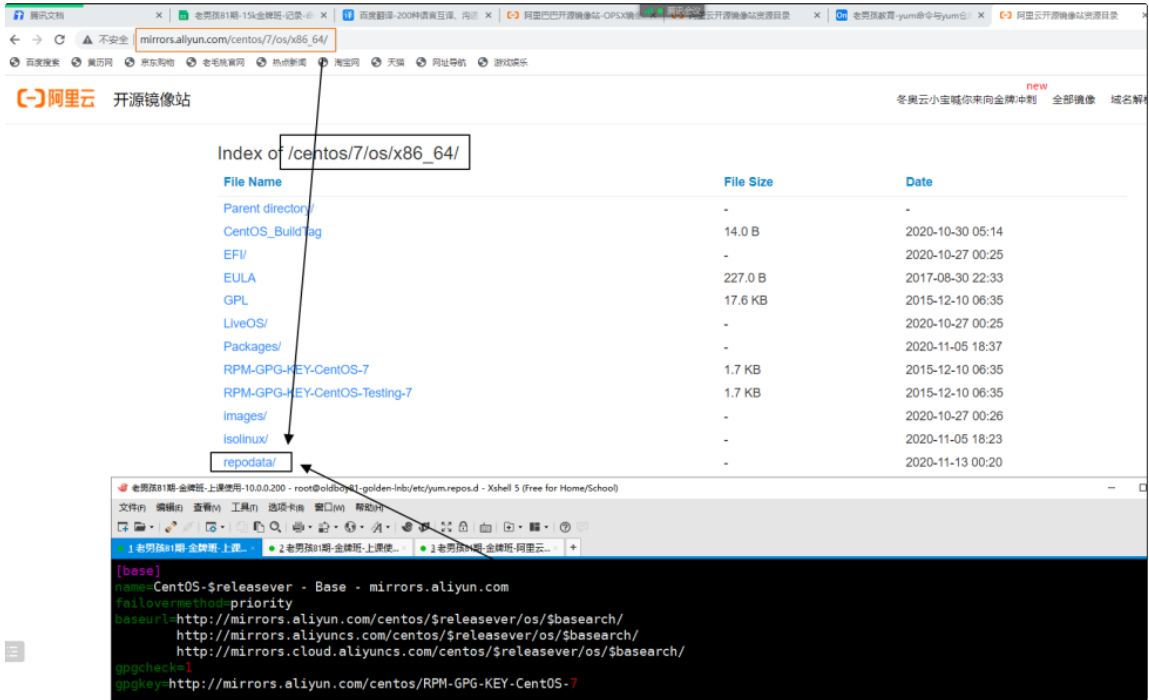 腾讯文档 老男孩81期-15k金牌班-记录- 百度翻译-200种语言互译、沟通 阿里巴巴开源镜像站-OPSX镜像 腾讯会议 阿里云开源镜像站资源目录 老男孩教育-yum命令与yum仓 阿里云开源镜像站资源目录
不安全 mirrors.aliyun.com/centos/7/os/x86_64/
百度搜索 黄历网 京东购物 老毛桃官网 热点新闻 淘宝网 天猫 网址导航 游戏娱乐
(-)阿里云 开源镜像站
new
冬奥云小宝喊你来向金牌冲刺 全部镜像 域名解析
Index of /centos/7/os/x86_64/
File Name File Size Date
Parent directory/ - -
CentOS_BuildTag 14.0 B 2020-10-30 05:14
EFI/ - 2020-10-27 00:25
EULA 227.0 B 2017-08-30 22:33
GPL 17.6 KB 2015-12-10 06:35
LiveOS/ - 2020-10-27 00:25
Packages/ - 2020-11-05 18:37
RPM-GPG-KEY-CentOS-7 1.7 KB 2015-12-10 06:35
RPM-GPG-KEY-CentOS-Testing-7 1.7 KB 2015-12-10 06:35
images/ - 2020-10-27 00:26
isolinux/ - 2020-11-05 18:23
repodata/ - 2020-11-13 00:20
老男孩81期-金牌班-上课使用-10.0.0.200 - root@oldboy81-golden-lnb:/etc/yum.repos.d - Xshell 5 (Free for Home/School)
文件(F) 编辑(E) 查看(V) 工具(T) 选项卡(B) 窗口(W) 帮助(H)
1 老男孩81期-金牌班-上课... 2 老男孩81期-金牌班-上课使... 3 老男孩81期-金牌班-阿里云... +
[base]
name=CentOS-$releasever - Base - mirrors.aliyun.com
failovermethod=priority
baseurl=http://mirrors.aliyun.com/centos/$releasever/os/$basearch/
http://mirrors.aliyuncs.com/centos/$releasever/os/$basearch/
http://mirrors.cloud.aliyuncs.com/centos/$releasever/os/$basearch/
gpgcheck=1
gpgkey=http://mirrors.aliyun.com/centos/RPM-GPG-KEY-CentOS-7